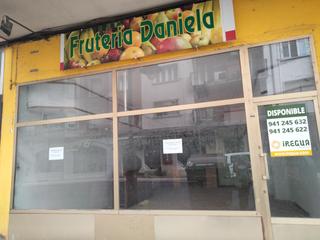 Frutería Daniela
DISPONIBLE
941 245 632
941 245 622
iREGUA